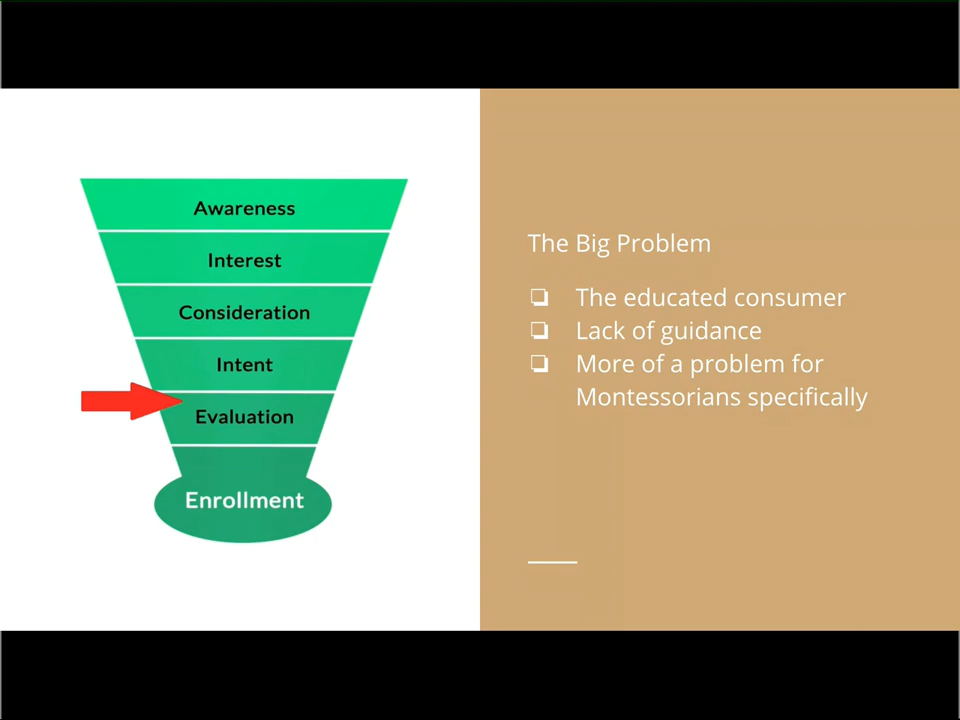 Awareness
Interest
Consideration
Intent
Evaluation
Enrollment
The Big Problem
❏ The educated consumer
❏ Lack of guidance
❏ More of a problem for
Montessorians specifically